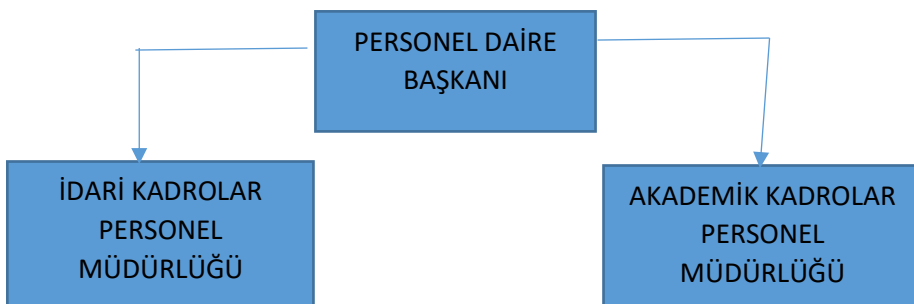 PERSONEL DAİRE
BAŞKANI
İDARİ KADROLAR
PERSONEL
MÜDÜRLÜĞÜ
AKADEMİK KADROLAR
PERSONEL
MÜDÜRLÜĞÜ